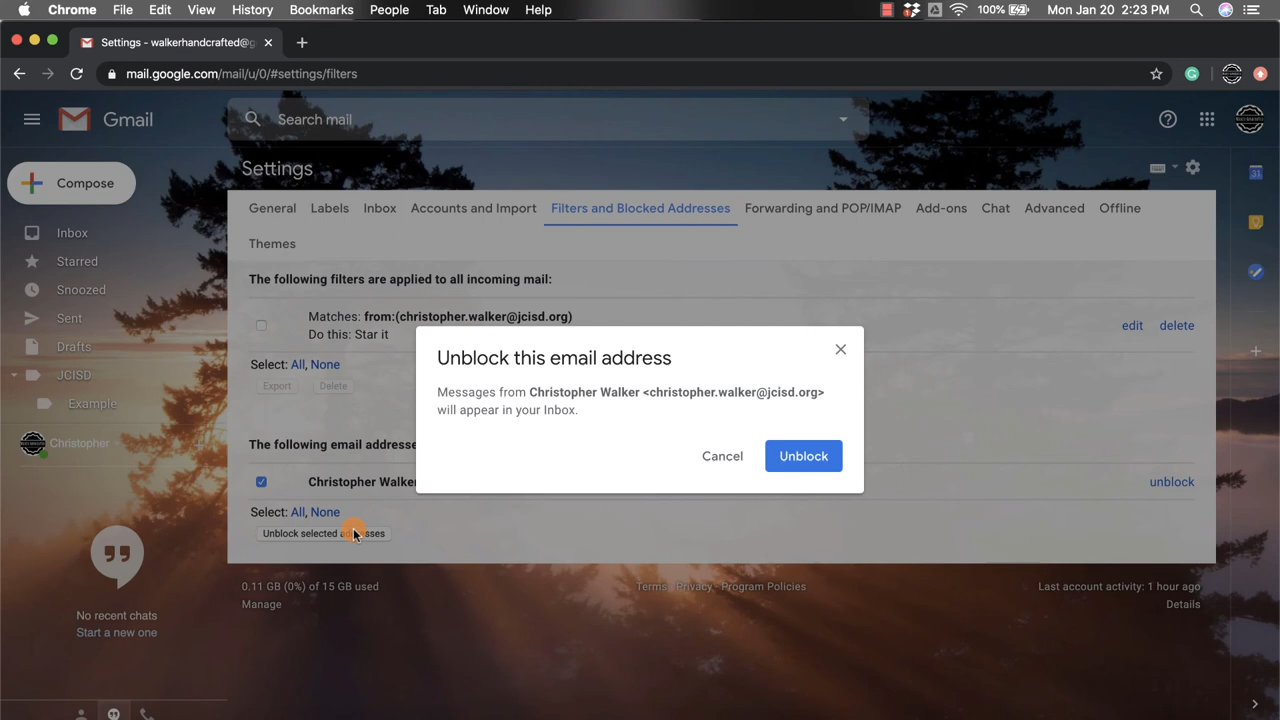 Chrome File Edit View History Bookmarks People Tab Window Help 100% Mon Jan 20 2:23 PM
Settings - walkerhandcrafted@g
mail.google.com/mail/u/0/#settings/filters
Gmail
Search mail
Compose
Settings
General Labels Inbox Accounts and Import Filters and Blocked Addresses Forwarding and POP/IMAP Add-ons Chat Advanced Offline
Themes
Inbox
Starred
Snoozed
Sent
Drafts
JCISD
Example
Christopher
The following filters are applied to all incoming mail:
Matches: from:(christopher.walker@jcisd.org)
Do this: Star it
edit delete
Select: All, None
Export Delete
Unblock this email address
Messages from Christopher Walker <christopher.walker@jcisd.org>
will appear in your Inbox.
Cancel Unblock
The following email addresse
Christopher Walker
unblock
Select: All, None
Unblock selected addresses
No recent chats
Start a new one
0.11 GB (0%) of 15 GB used
Manage
Terms · Privacy · Program Policies
Last account activity: 1 hour ago
Details
31